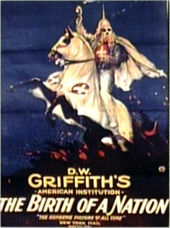 D.W.
GRIFFITH'S
AMERICAN INSTITUTION
THE BIRTH OF A NATION
"THE SUPREME PICTURE OF ALL TIME"
NEW YORK MAIL